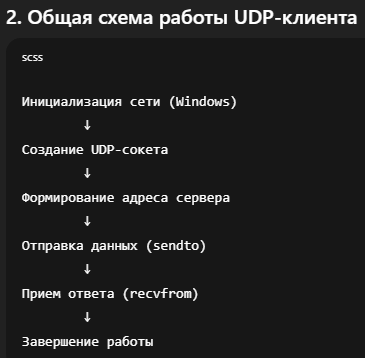 2. Общая схема работы UDP-клиента
scss
Инициализация сети (Windows)
↓
Создание UDP-сокета
↓
Формирование адреса сервера
↓
Отправка данных (sendto)
↓
Прием ответа (recvfrom)
↓
Завершение работы